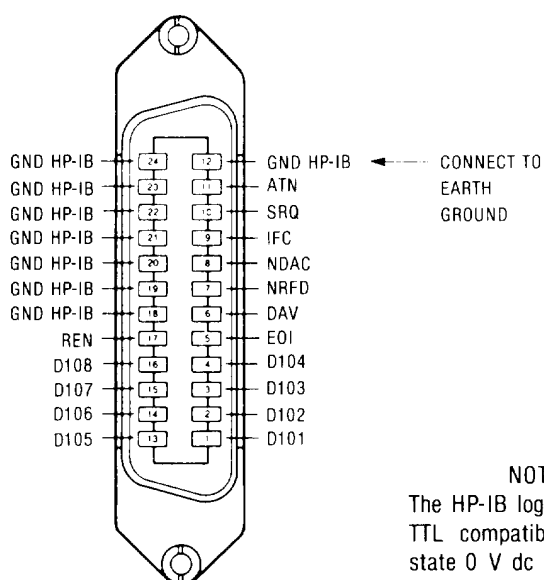 GND HP-IB 24 12 GND HP-IB CONNECT TO
GND HP-IB 23 11 ATN EARTH
GND HP-IB 22 10 SRQ GROUND
GND HP-IB 21 9 IFC
GND HP-IB 20 8 NDAC
GND HP-IB 19 7 NRFD
GND HP-IB 18 6 DAV
REN 17 5 EOI
D108 16 4 D104
D107 15 3 D103
D106 14 2 D102
D105 13 1 D101
NOT
The HP-IB log
TTL compatib
state 0 V dc